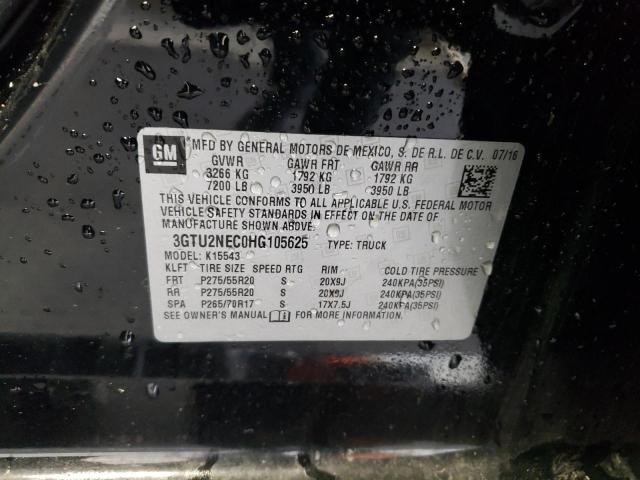 GM
MFD BY GENERAL MOTORS DE MEXICO, S. DE R.L. DE C.V. 07/16
GVWR GAWR FRT GAWR RR
3266 KG 1792 KG 1792 KG
7200 LB 3950 LB 3950 LB
THIS VEHICLE CONFORMS TO ALL APPLICABLE U.S. FEDERAL MOTOR
VEHICLE SAFETY STANDARDS IN EFFECT ON THE DATE OF
MANUFACTURE SHOWN ABOVE.
3GTU2NEC0HG105625 TYPE: TRUCK
MODEL: K15543
KLFT TIRE SIZE SPEED RTG RIM COLD TIRE PRESSURE
FRT P275/55R20 S 20X9J 240KPA(35PSI)
RR P275/55R20 S 20X9J 240KPA(35PSI)
SPA P265/70R17 S 17X7.5J 240KPA(35PSI)
SEE OWNER'S MANUAL FOR MORE INFORMATION.